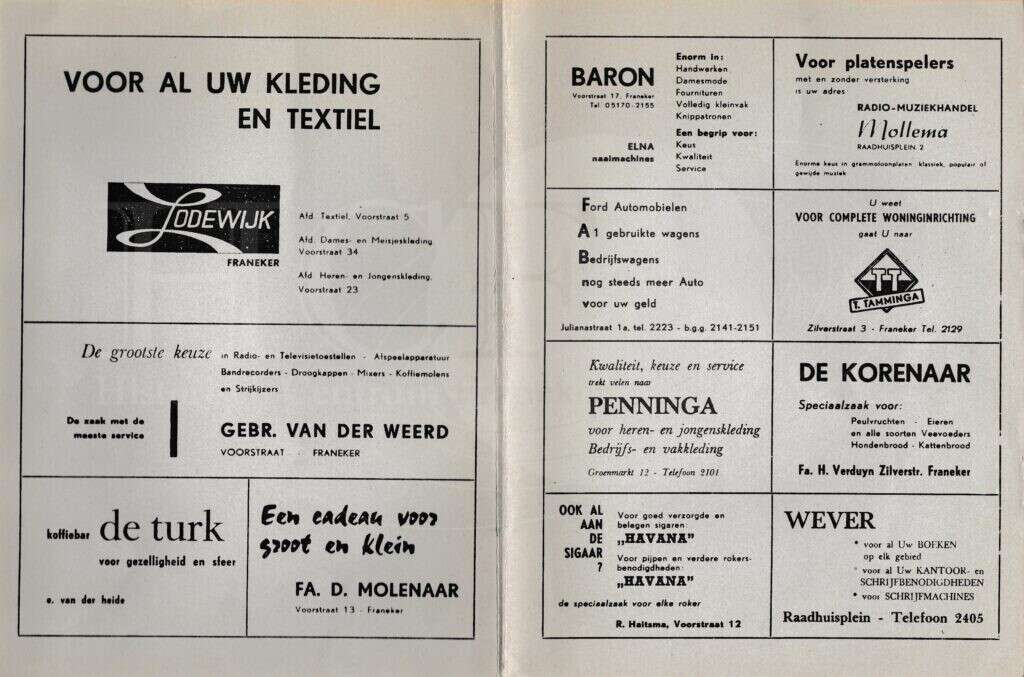 VOOR AL UW KLEDING
EN TEXTIEL
LODEWIJK
FRANEKER
Afd. Textiel, Voorstraat 5
Afd. Dames- en Meisjeskleding
Voorstraat 34
Afd. Heren- en Jongenskleding,
Voorstraat 23
De grootste keuze in Radio- en Televisietoestellen - Afspeelapparatuur
Bandrecorders - Droogkappen - Mixers - Koffiemolens
en Strijkijzers
De zaak met de
meeste service
GEBR. VAN DER WEERD
VOORSTRAAT - FRANEKER
koffiebar de turk
voor gezelligheid en sfeer
e. van der heide
Een cadeau voor
groot en klein
FA. D. MOLENAAR
Voorstraat 13 - Franeker
BARON
Voorstraat 17, Franeker
Tel 05170-2155
ELNA
naaimachines
Enorm in:
Handwerken
Damesmode
Fournituren
Volledig kleinvak
Knippatronen
Een begrip voor:
Keus
Kwaliteit
Service
Voor platenspelers
met en zonder versterking
is uw adres
RADIO-MUZIEKHANDEL
Mollema
RAADHUISPLEIN 2
Enorme keus in grammofoonplaten: klassiek, populair of
gewijde muziek
Ford Automobielen
A 1 gebruikte wagens
Bedrijfswagens
nog steeds meer Auto
voor uw geld
Julianastraat 1a, tel. 2223 - b.g.g. 2141-2151
U weet
VOOR COMPLETE WONINGINRICHTING
gaat U naar
TT
T. TAMMINGA
Zilverstraat 3 - Franeker Tel. 2129
Kwaliteit, keuze en service
trekt velen naar
PENNINGA
voor heren- en jongenskleding
Bedrijfs- en vakkleding
Groenmarkt 12 - Telefoon 2101
DE KORENAAR
Speciaalzaak voor:
Peulvruchten - Eieren
en alle soorten Veevoeders
Hondenbrood - Kattenbrood
Fa. H. Verduyn Zilverstr. Franeker
OOK AL
AAN
DE
SIGAAR
?
Voor goed verzorgde en
belegen sigaren:
„HAVANA”
Voor pijpen en verdere rokers-
benodigdheden:
„HAVANA”
de speciaalzaak voor elke roker
R. Haitsma, Voorstraat 12
WEVER
* voor al Uw BOEKEN
op elk gebied
* voor al Uw KANTOOR- en
SCHRIJFBENODIGDHEDEN
* voor SCHRIJFMACHINES
Raadhuisplein - Telefoon 2405